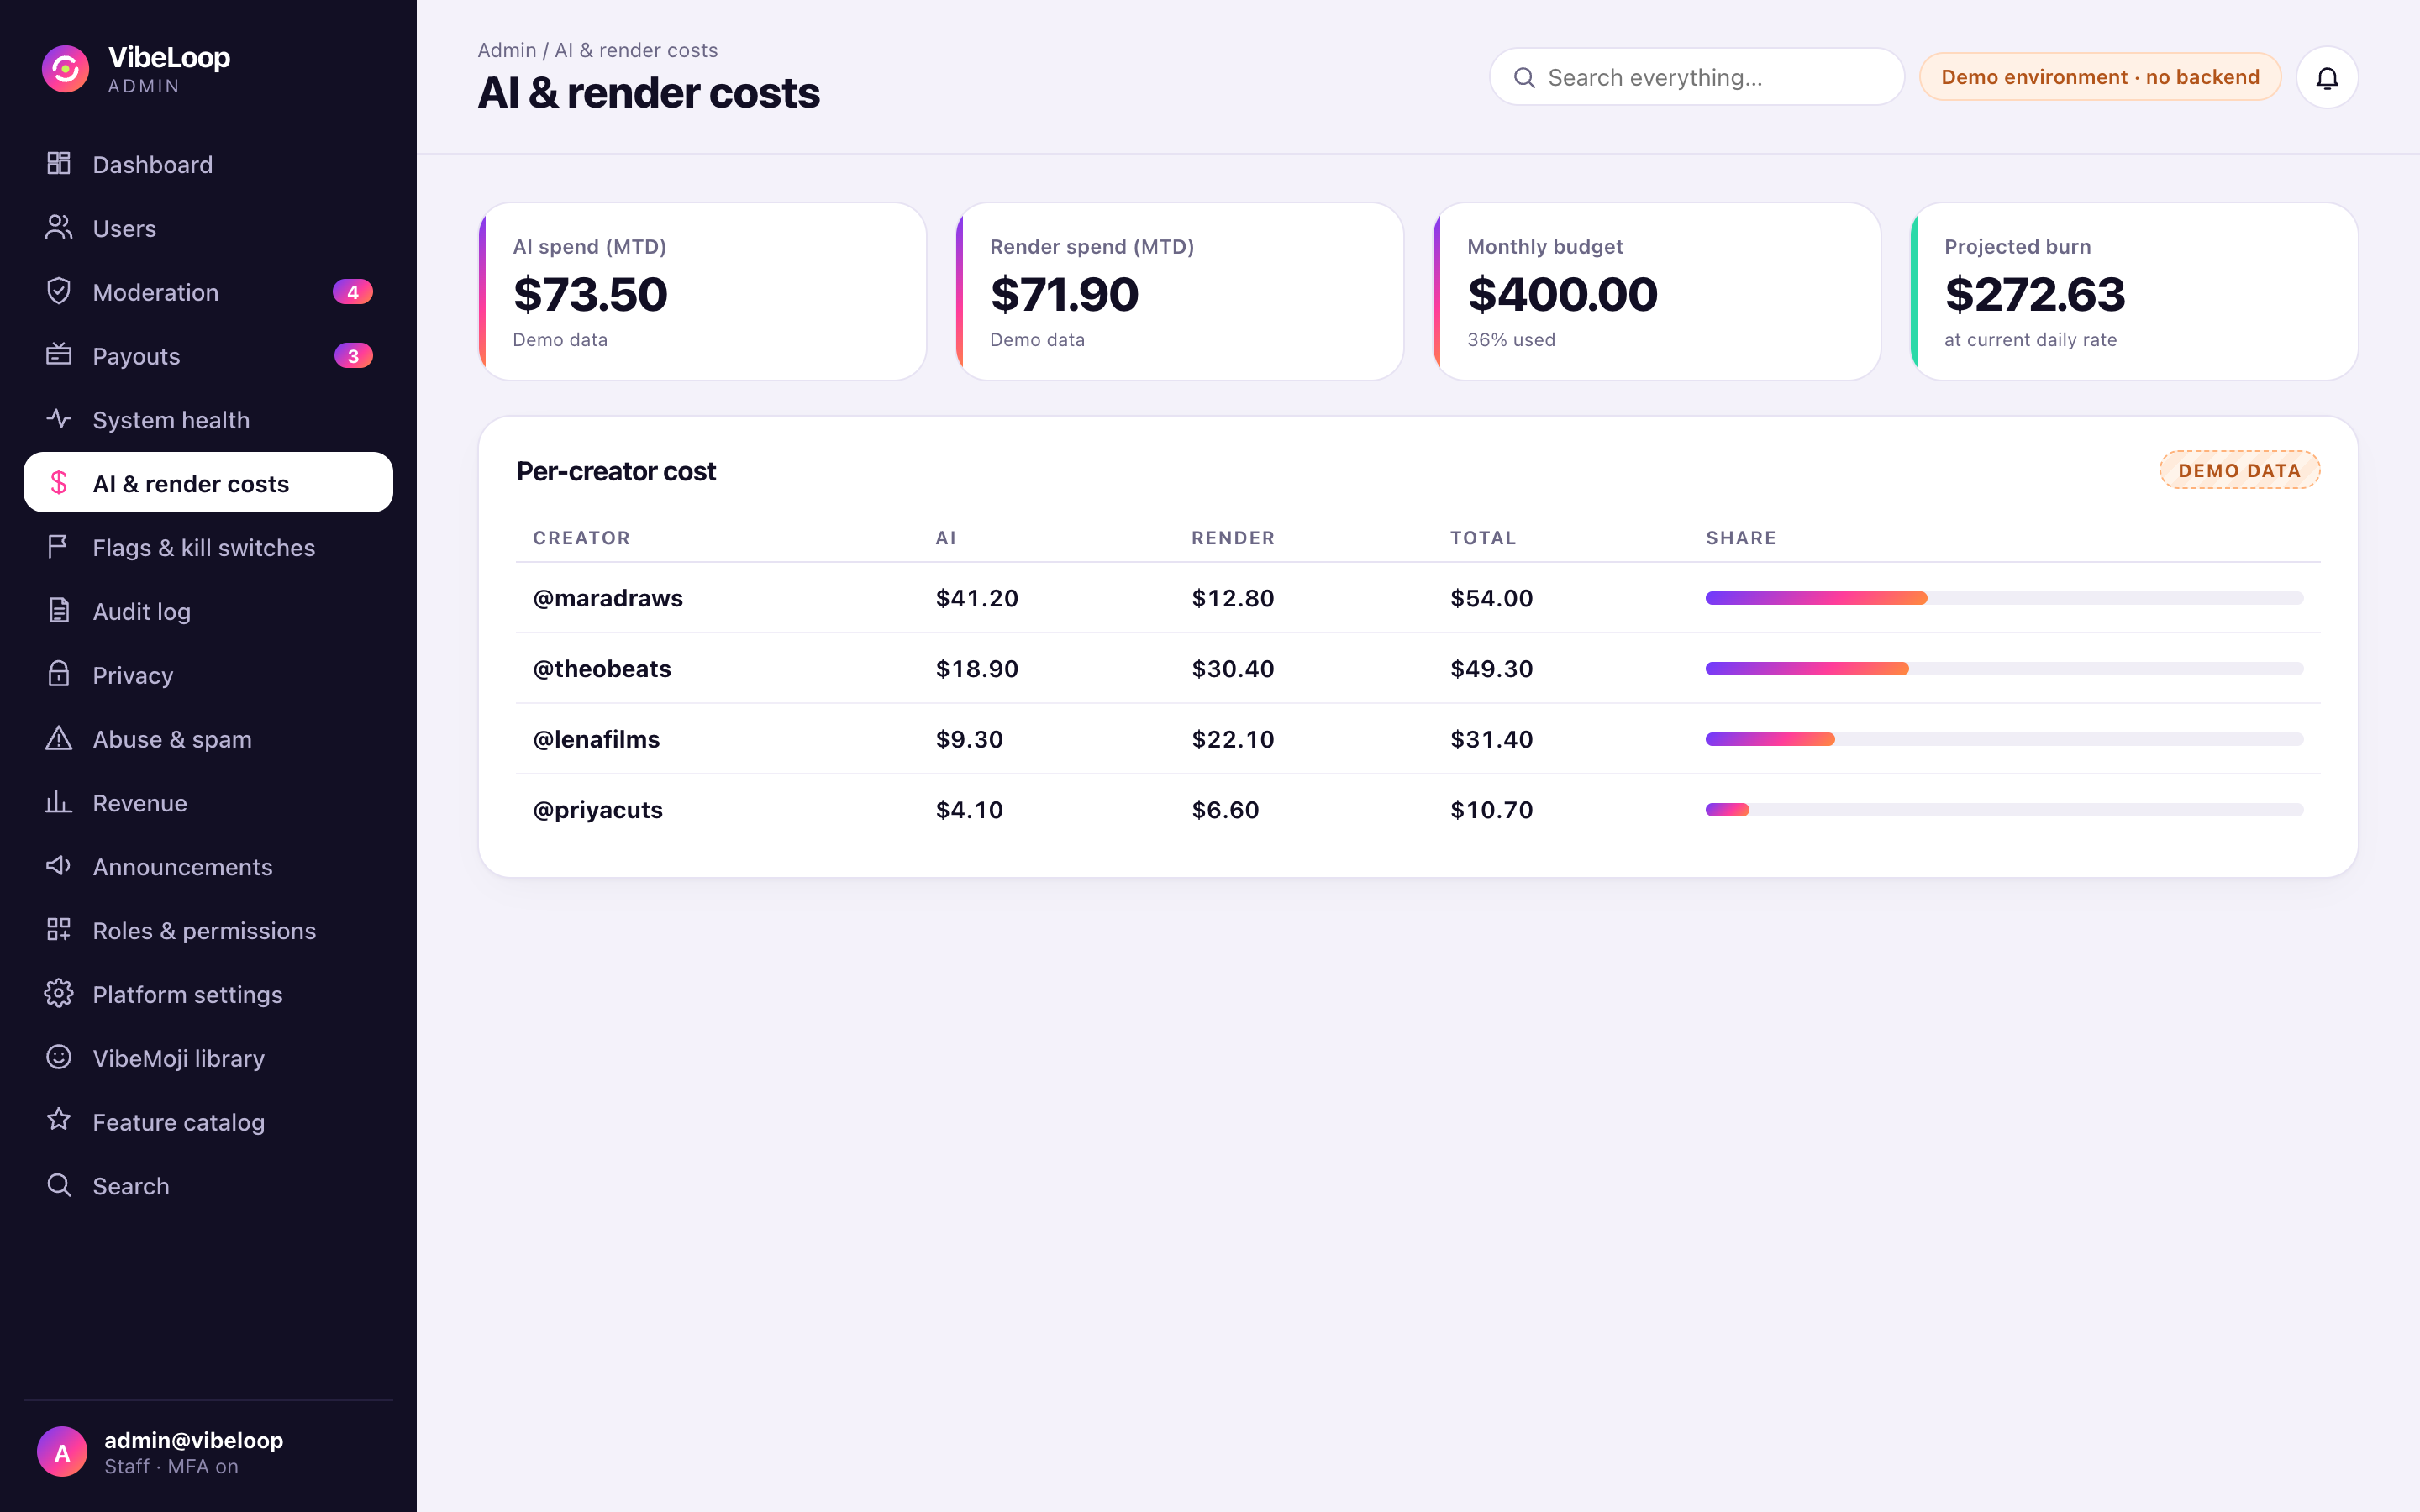 VibeLoop
ADMIN
Dashboard
Users
Moderation 4
Payouts 3
System health
AI & render costs
Flags & kill switches
Audit log
Privacy
Abuse & spam
Revenue
Announcements
Roles & permissions
Platform settings
VibeMoji library
Feature catalog
Search
A
admin@vibeloop
Staff · MFA on
Admin / AI & render costs
AI & render costs
Search everything...
Demo environment · no backend
AI spend (MTD)
$73.50
Demo data
Render spend (MTD)
$71.90
Demo data
Monthly budget
$400.00
36% used
Projected burn
$272.63
at current daily rate
Per-creator cost
DEMO DATA
CREATOR AI RENDER TOTAL SHARE
@maradraws $41.20 $12.80 $54.00
@theobeats $18.90 $30.40 $49.30
@lenafilms $9.30 $22.10 $31.40
@priyacuts $4.10 $6.60 $10.70